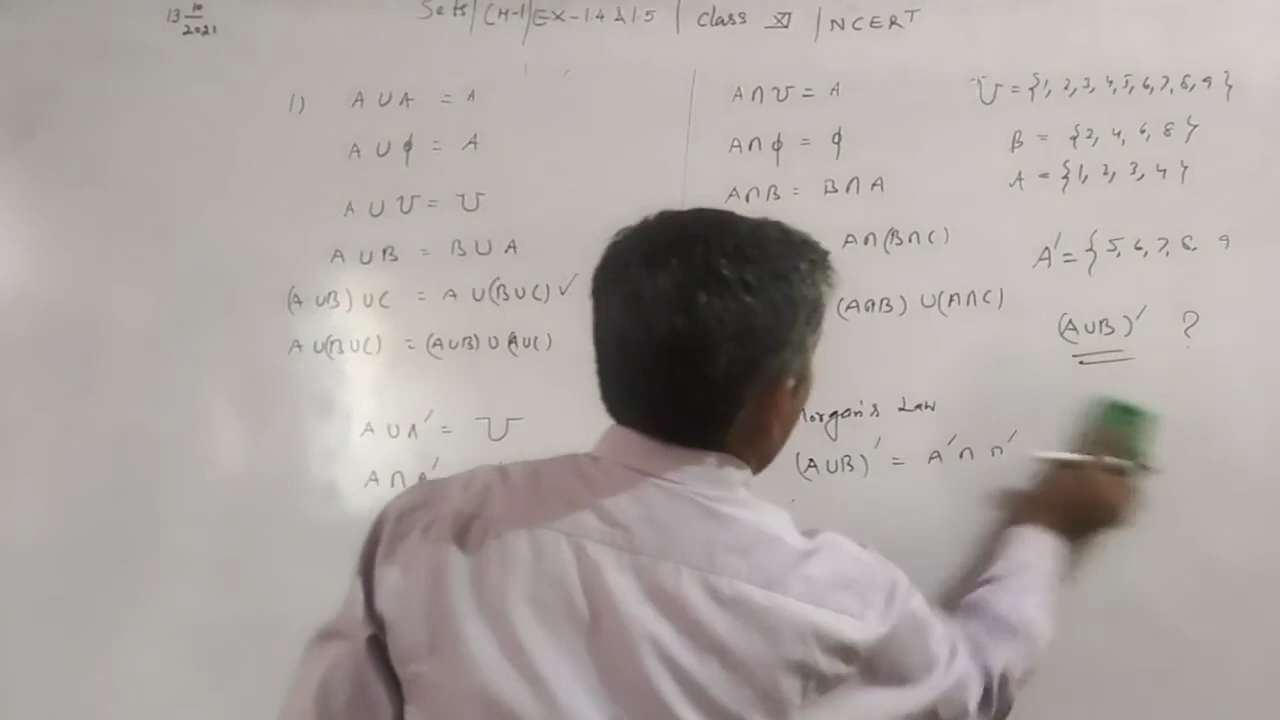 13 10/2021
Sets / CH-1 / EX-1.4 & 1.5 | class XI / NCERT
1) A ∪ A = A
A ∪ ϕ = A
A ∪ U = U
A ∪ B = B ∪ A
(A ∪ B) ∪ C = A ∪ (B ∪ C) ✓
A ∪ (B ∪ C) = (A ∪ B) ∪ (A ∪ C)
A ∪ A' = U
A ∩ A'
A ∩ U = A
A ∩ ϕ = ϕ
A ∩ B = B ∩ A
A ∩ (B ∩ C)
(A ∩ B) ∪ (A ∩ C)
Morgan's Law
(A ∪ B)' = A' ∩
U = {1, 2, 3, 4, 5, 6, 7, 8, 9}
B = {2, 4, 6, 8}
A = {1, 2, 3, 4}
A' = {5, 6, 7, 8, 9
(A ∪ B)' ?